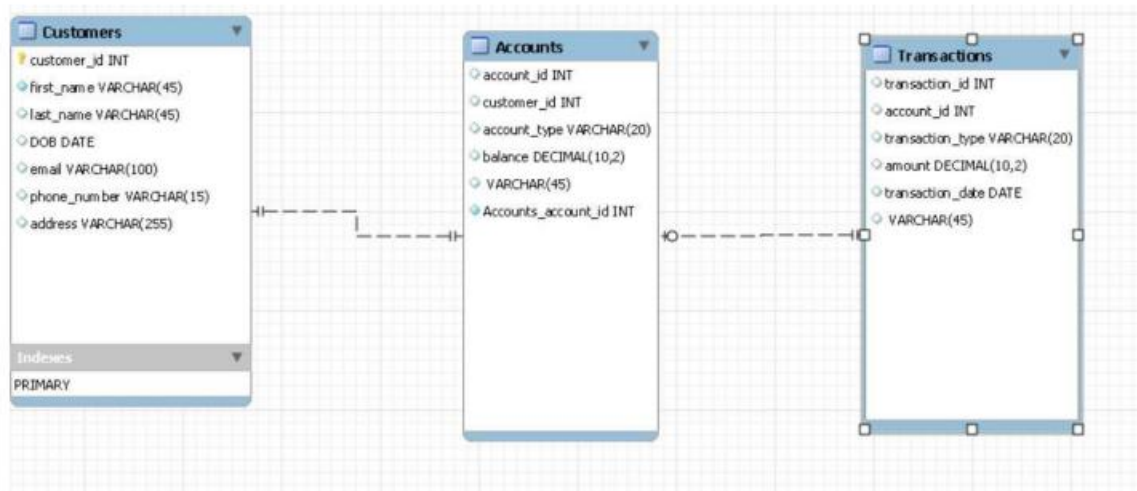 Customers
customer_id INT
first_name VARCHAR(45)
last_name VARCHAR(45)
DOB DATE
email VARCHAR(100)
phone_number VARCHAR(15)
address VARCHAR(255)
Indexes
PRIMARY
Accounts
account_id INT
customer_id INT
account_type VARCHAR(20)
balance DECIMAL(10,2)
VARCHAR(45)
Accounts_account_id INT
Transactions
transaction_id INT
account_id INT
transaction_type VARCHAR(20)
amount DECIMAL(10,2)
transaction_date DATE
VARCHAR(45)